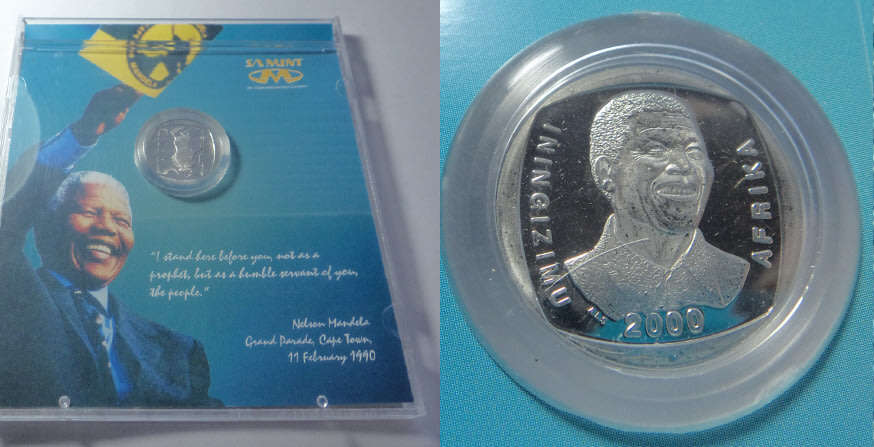 SA MINT
"I stand here before you, not as a
prophet, but as a humble servant of you,
the people."
Nelson Mandela
Grand Parade, Cape Town,
11 February 1990
UMZIZIGNINI
AFRIKA
2000